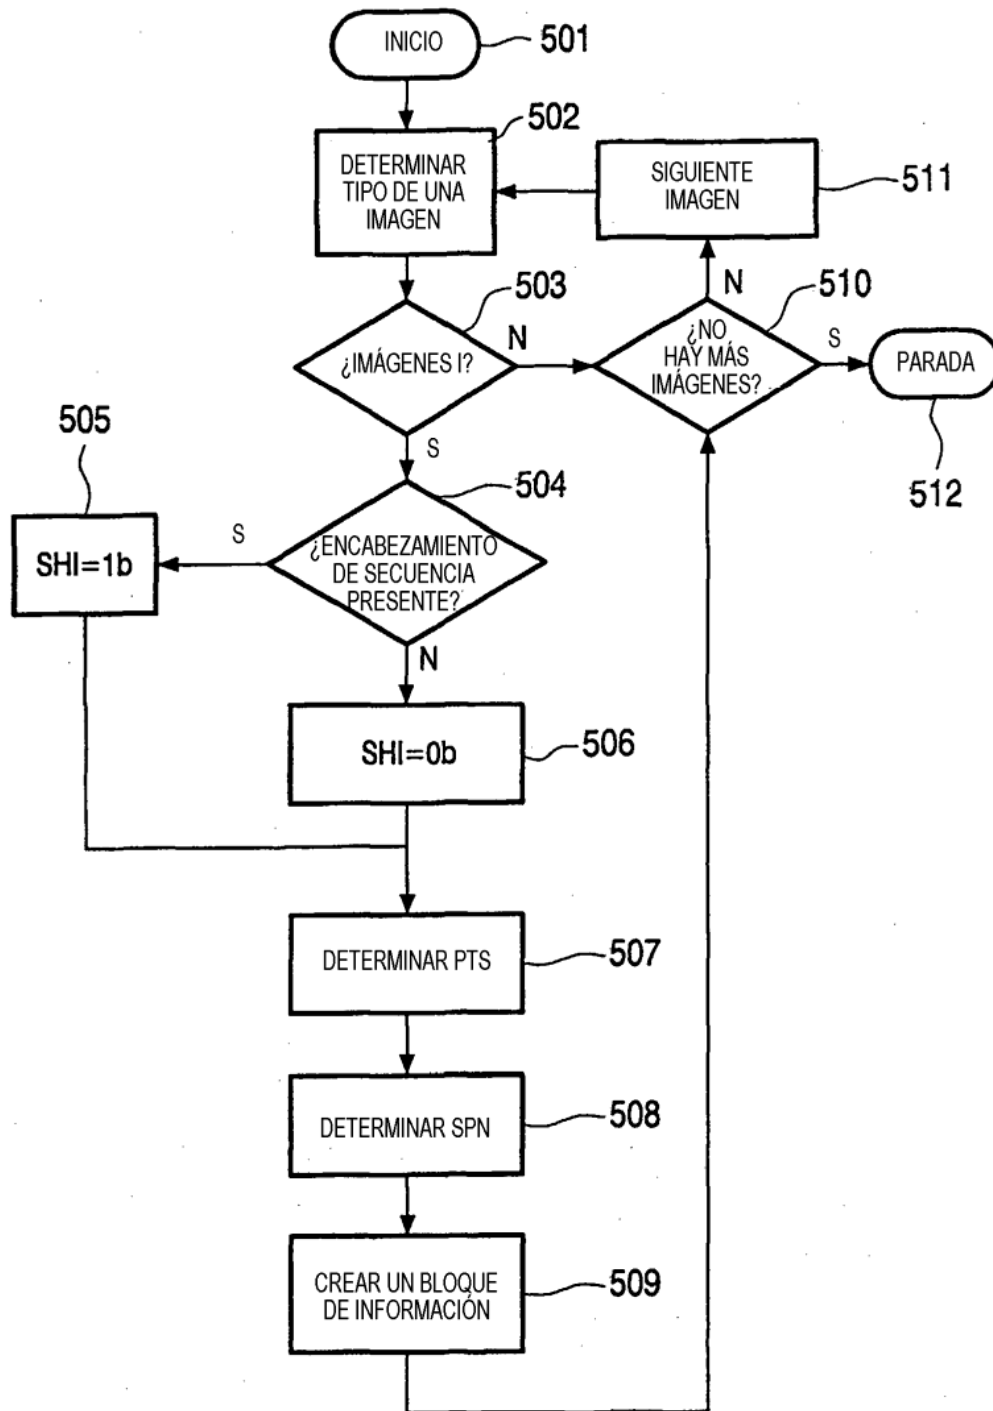 INICIO
501
502
DETERMINAR
TIPO DE UNA
IMAGEN
SIGUIENTE
IMAGEN
511
503
¿IMÁGENES I?
N
S
N
510
¿NO
HAY MÁS
IMÁGENES?
S
PARADA
512
505
SHI=1b
S
504
¿ENCABEZAMIENTO
DE SECUENCIA
PRESENTE?
N
SHI=0b
506
DETERMINAR PTS
507
DETERMINAR SPN
508
CREAR UN BLOQUE
DE INFORMACIÓN
509